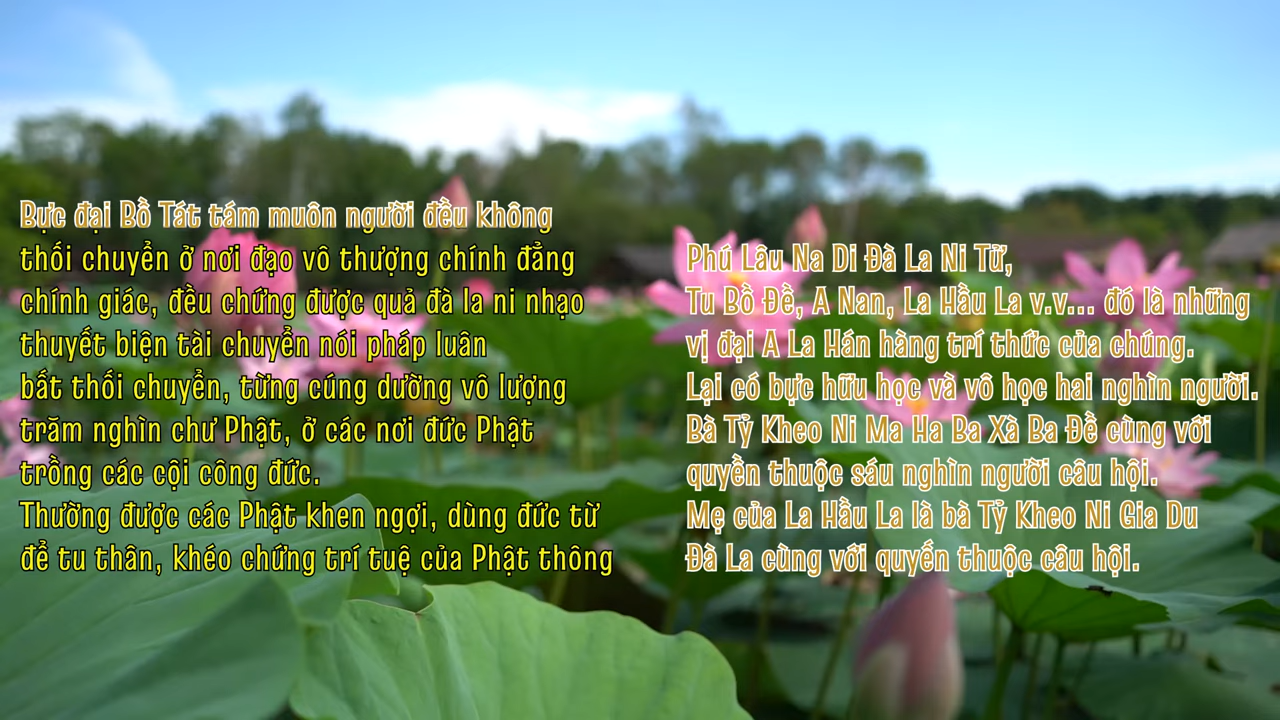 Bực đại Bồ Tát tám muôn người đều không
thối chuyển ở nơi đạo vô thượng chính đẳng
chính giác, đều chứng được quả đà la ni nhạo
thuyết biện tài chuyển nói pháp luân
bất thối chuyển, từng cúng dường vô lượng
trăm nghìn chư Phật, ở các nơi đức Phật
trồng các cội công đức.
Thường được các Phật khen ngợi, dùng đức từ
để tu thân, khéo chứng trí tuệ của Phật thông
Phú Lâu Na Di Đà La Ni Tử,
Tu Bồ Đề, A Nan, La Hầu La v.v... đó là những
vị đại A La Hán hàng trí thức của chúng.
Lại có bực hữu học và vô học hai nghìn người.
Bà Tỷ Kheo Ni Ma Ha Ba Xà Ba Đề cùng với
quyền thuộc sáu nghìn người câu hội.
Mẹ của La Hầu La là bà Tỷ Kheo Ni Gia Du
Đà La cùng với quyến thuộc câu hội.